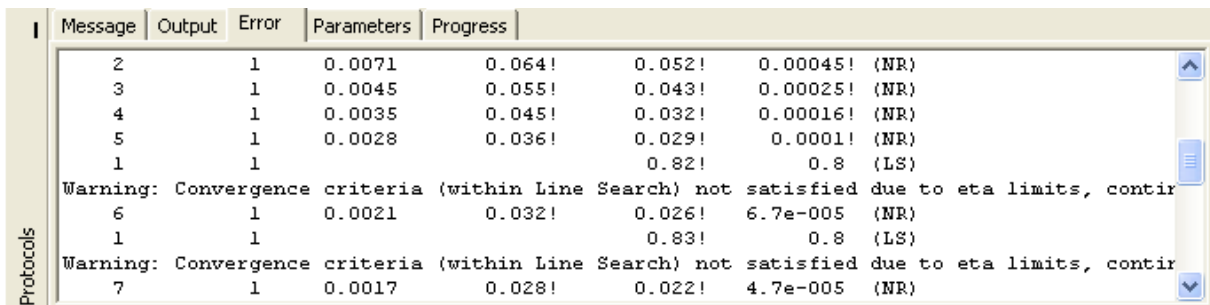 Message Output Error Parameters Progress
2 1 0.0071 0.064! 0.052! 0.00045! (NR)
3 1 0.0045 0.055! 0.043! 0.00025! (NR)
4 1 0.0035 0.045! 0.032! 0.00016! (NR)
5 1 0.0028 0.036! 0.029! 0.0001! (NR)
1 1 0.82! 0.8 (LS)
Warning: Convergence criteria (within Line Search) not satisfied due to eta limits, contin
6 1 0.0021 0.032! 0.026! 6.7e-005 (NR)
1 1 0.83! 0.8 (LS)
Warning: Convergence criteria (within Line Search) not satisfied due to eta limits, contin
7 1 0.0017 0.028! 0.022! 4.7e-005 (NR)
Protocols